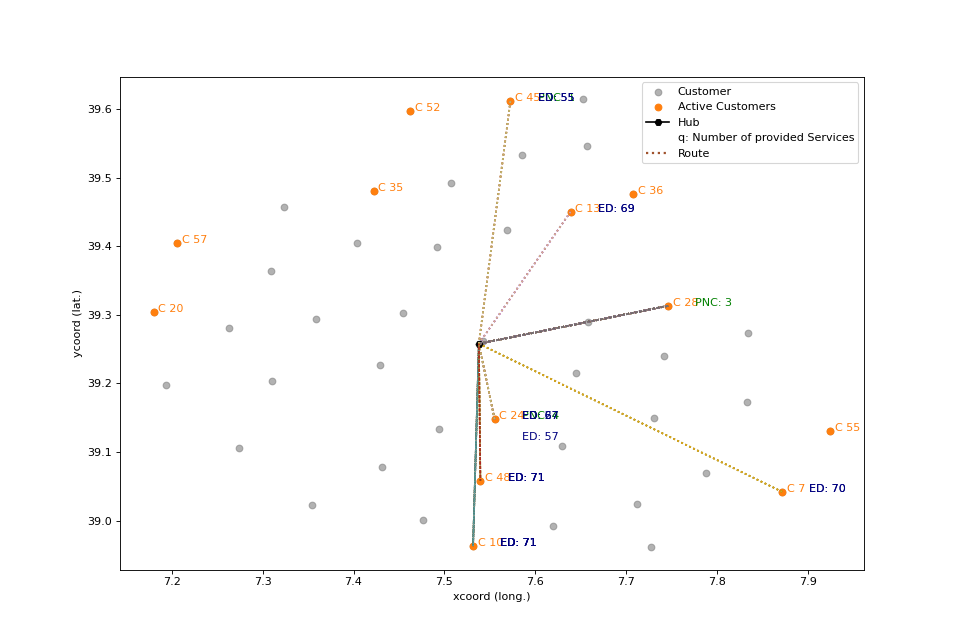 Customer
Active Customers
Hub
q: Number of provided Services
Route
C 45 ED: 55
C 52
C 35
C 36
C 13 ED: 69
C 57
C 20
C 28 PNC: 3
C 24
ED: 57
C 55
C 48 ED: 71
C 7 ED: 70
C 10 ED: 71
39.6
39.5
39.4
39.3
39.2
39.1
39.0
ycoord (lat.)
7.2 7.3 7.4 7.5 7.6 7.7 7.8 7.9
xcoord (long.)